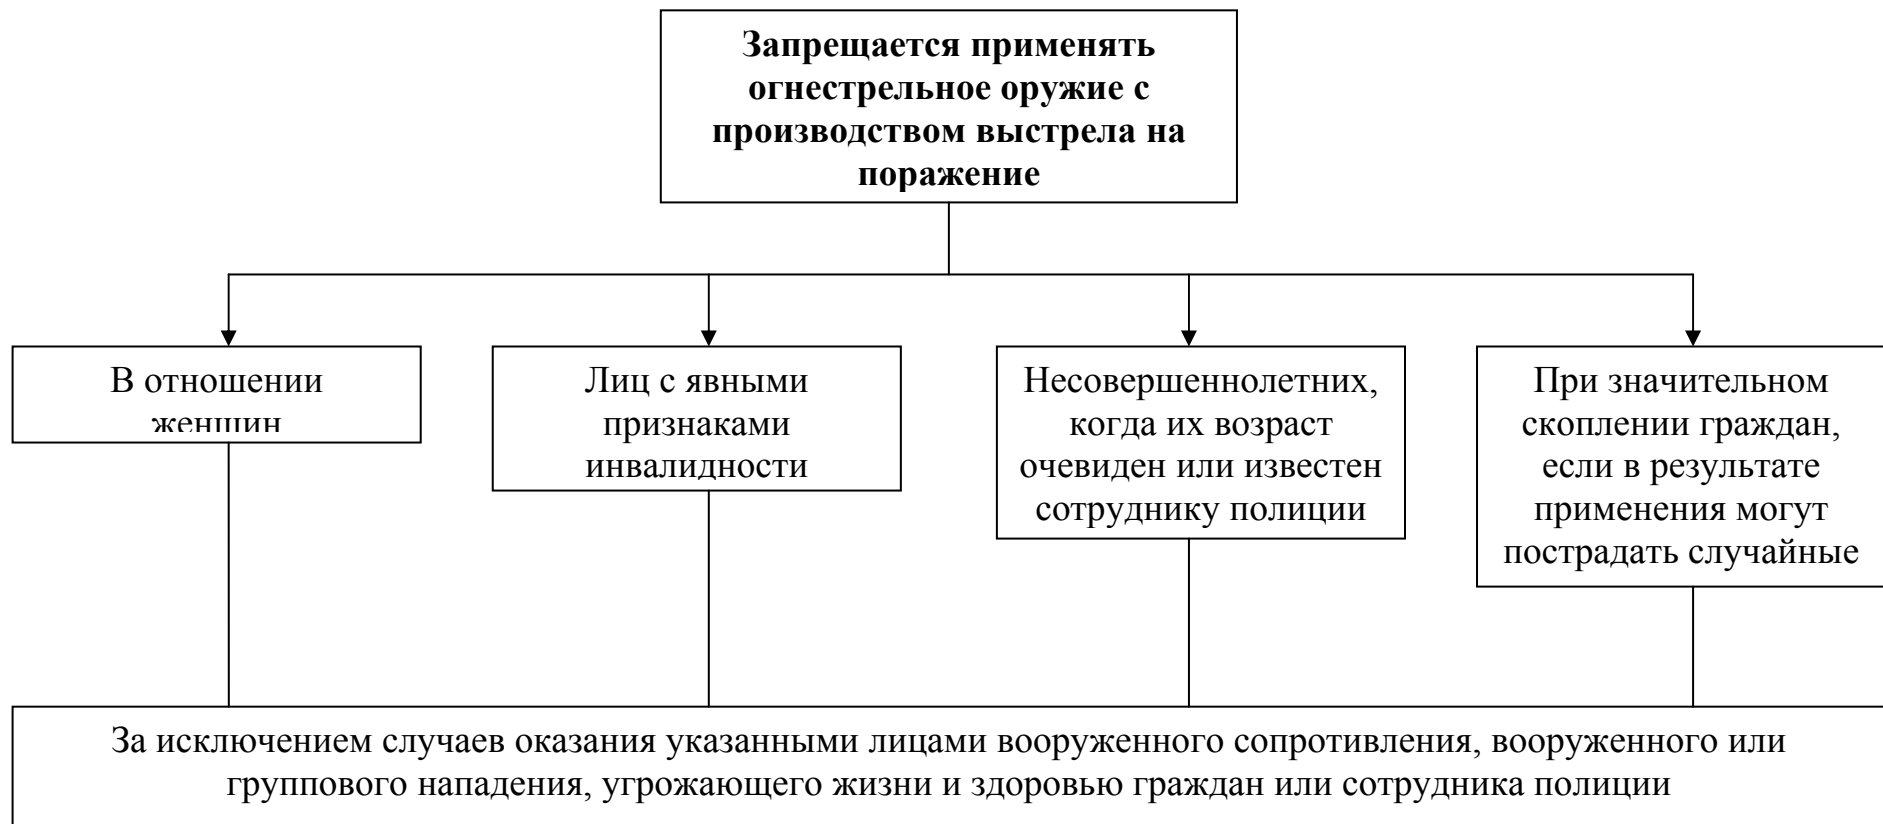 Запрещается применять
огнестрельное оружие с
производством выстрела на
поражение
В отношении
женщин
Лиц с явными
признаками
инвалидности
Несовершеннолетних,
когда их возраст
очевиден или известен
сотруднику полиции
При значительном
скоплении граждан,
если в результате
применения могут
пострадать случайные
За исключением случаев оказания указанными лицами вооруженного сопротивления, вооруженного или
группового нападения, угрожающего жизни и здоровью граждан или сотрудника полиции